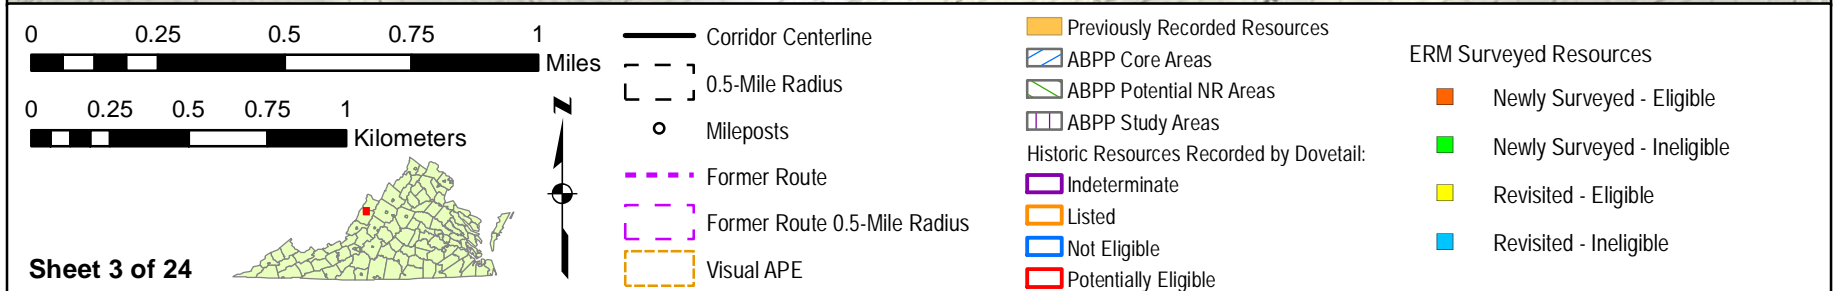 0 0.25 0.5 0.75 1
Miles
0 0.25 0.5 0.75 1
Kilometers
Sheet 3 of 24
N
Corridor Centerline
0.5-Mile Radius
Mileposts
Former Route
Former Route 0.5-Mile Radius
Visual APE
Previously Recorded Resources
ABPP Core Areas
ABPP Potential NR Areas
ABPP Study Areas
Historic Resources Recorded by Dovetail:
Indeterminate
Listed
Not Eligible
Potentially Eligible
ERM Surveyed Resources
Newly Surveyed - Eligible
Newly Surveyed - Ineligible
Revisited - Eligible
Revisited - Ineligible